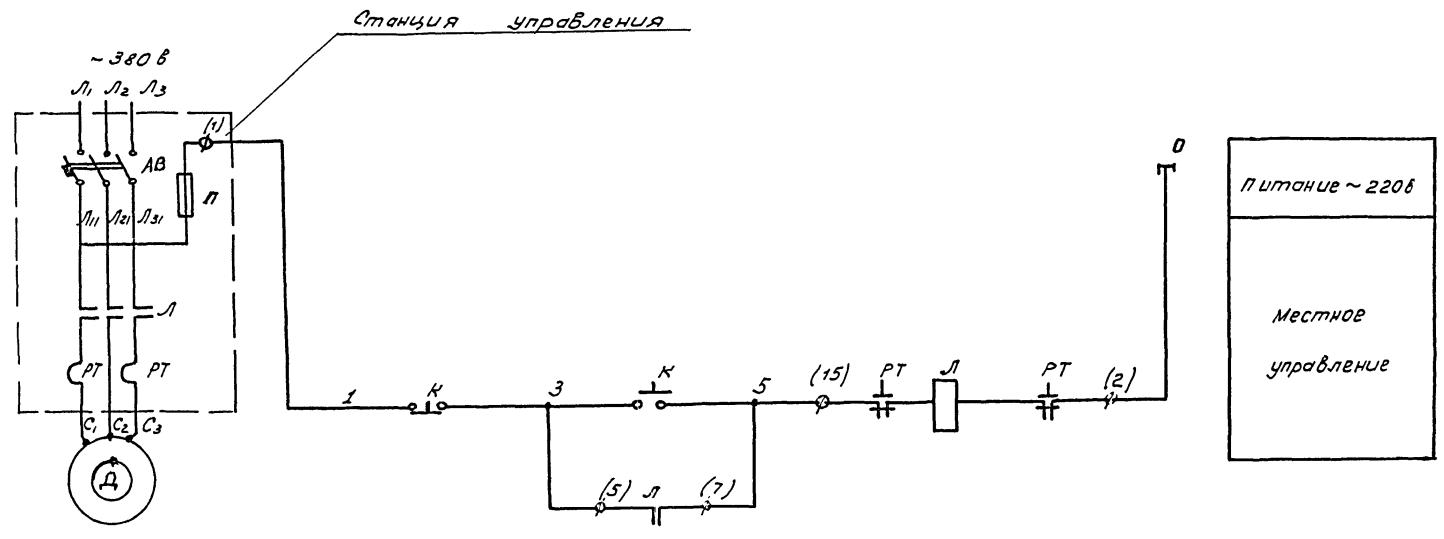 Станция управления
~380 в
Л1 Л2 Л3
(1)
АВ
П
Л11 Л21 Л31
Л
РТ РТ
С1 С2 С3
Д
1
К
3
К
5
(15)
РТ
Л
РТ
(2)
0
(5)
Л
(7)
Питание ~ 220в
Местное
управление